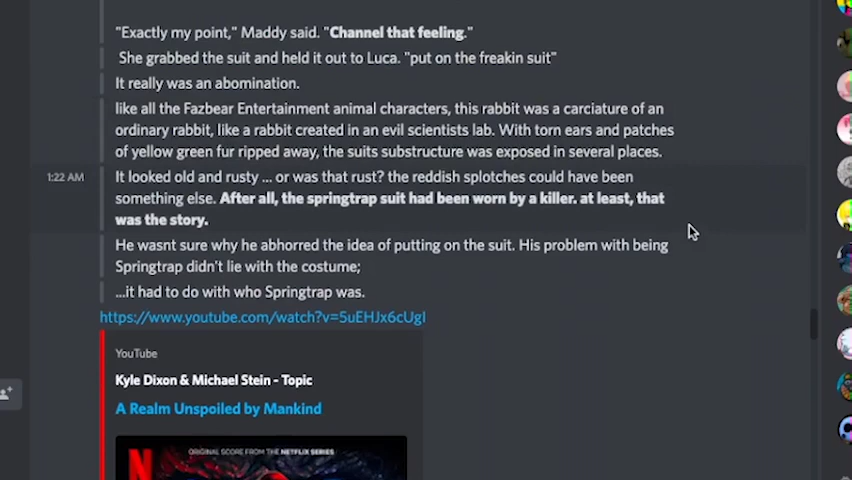 "Exactly my point," Maddy said. "Channel that feeling."
She grabbed the suit and held it out to Luca. "put on the freakin suit"
It really was an abomination.
like all the Fazbear Entertainment animal characters, this rabbit was a carciature of an
ordinary rabbit, like a rabbit created in an evil scientists lab. With torn ears and patches
of yellow green fur ripped away, the suits substructure was exposed in several places.
1:22 AM
It looked old and rusty ... or was that rust? the reddish splotches could have been
something else. After all, the springtrap suit had been worn by a killer. at least, that
was the story.
He wasnt sure why he abhorred the idea of putting on the suit. His problem with being
Springtrap didn't lie with the costume;
...it had to do with who Springtrap was.
https://www.youtube.com/watch?v=5uEHJx6cUgI
YouTube
Kyle Dixon & Michael Stein - Topic
A Realm Unspoiled by Mankind
ORIGINAL SCORE FROM THE NETFLIX SERIES
N